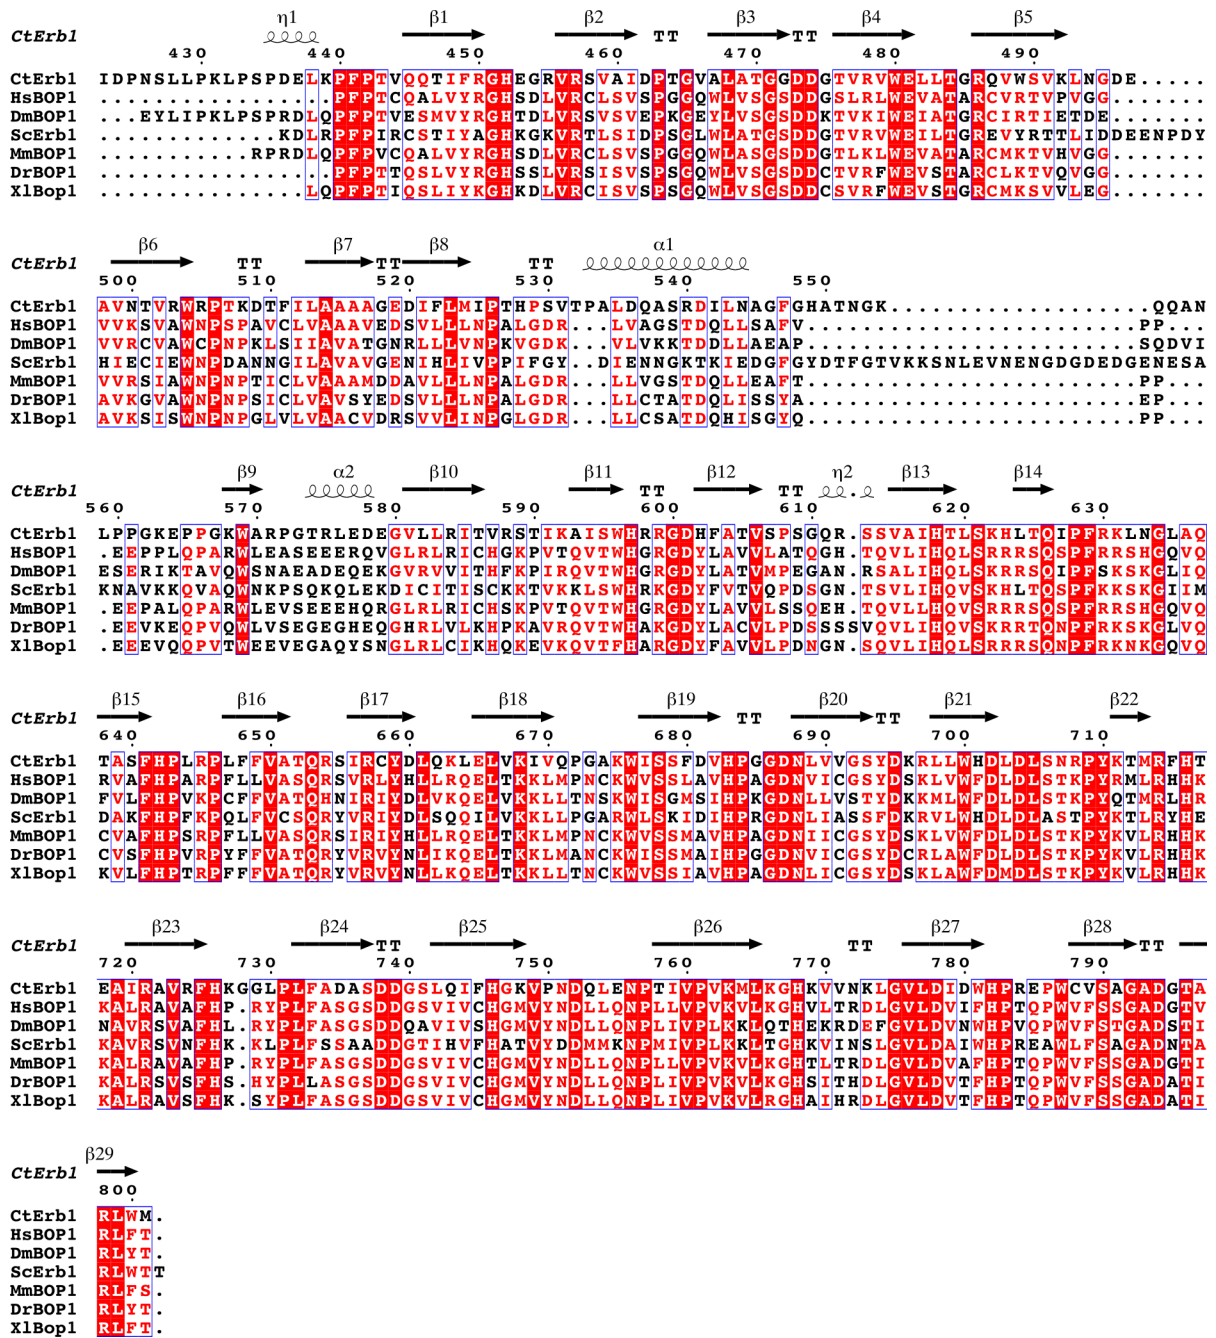 η1 β1 β2 β3 β4 β5
CtErb1 TT TT
430 440 450 460 470 480 490
CtErb1 IDPNSLLPKLPSPDELKPFPTVQQTIFRGHEGRVRSVAIDPTGVALATGGDDGTVRVWELLTGRQVWSVKLNGDE.....
HsBOP1 .................PFPTCQALVYRGHSDLVRCLSVSPGGQWLVSGSDDGSLRLWEVATARCVRTVPVGG.......
DmBOP1 ...EYLIPKLPSPRDLQPFPTVESMVYRGHTDLVRSVSVEPKGEYLVSGSDDKTVKIWEIATGRCIRTIETDE.......
ScErb1 .............KDLRPFPIRCSTIYAGHKGKVRTLSIDPSGLWLATGSDDGTVRVWEILTGREVYRTTLIDDEENPDY
MmBOP1 ...........RPRDLQPFPVCQALVYRGHSDLVRCLSVSPGGQWLASGSDDGTLKLWEVATARCMKTVHVGG.......
DrBOP1 .................PFPTTQSLIYRGHSSLVRSISVSPSGQWLVSGSDDCSVRFWEVSTARCLKTVQVGG.......
XlBop1 ...............LQPFPTIQSLIYKGHKDLVRCISVSPSGQWLVSGSDDCSVRFWEVSTGRCMKSVVLEG.......
β6 β7 β8 α1
CtErb1 TT TT TT
500 510 520 530 540 550
CtErb1 AVNTVRWRPTKDTFILAAAAGEDIFLMIPTHPSVTPALDQASRDILNAGFGHATNGK...................QQAN
HsBOP1 VVKSVAWNPSPAVCLVAAAVEDSVLLLNPALGDR...LVAGSTDQLLSAFV........................PP...
DmBOP1 VVRCVAWCPNPKLSIIAVATGNRLLLVNPKVGDK...LLVKKTDDLLAEAP........................SQDVI
ScErb1 HIECIEWNPDANNGILAVAVGENIHLIVPPIFGY..DIENNGKTKIEDGFGYDTFGTVKKSNLEVNENGDGDEDGENESA
MmBOP1 VVRSIAWNPNPTICLVAAAMDDAVLLLNPALGDR...LLVGSTDQLLEAFT........................PP...
DrBOP1 AVKGVAWNPNPSICLVAVSYEDSVLLLNPALGDR...LLCTATDQLISSYA........................EP...
XlBop1 AVKSISWNPNPGLVLVAACVDRSVVLINPGLGDR...LLCSATDQHISGYQ........................PP...
β9 α2 β10 β11 β12 η2 β13 β14
CtErb1 TT TT
560 570 580 590 600 610 620 630
CtErb1 LPPGKEPPGKWARPGTRLEDEGVLLRITVRSTIKAISWHRRGDHFATVSPSGQR.SSVAIHTLSKHLTQIPFRKLNGLAQ
HsBOP1 .EEPPLQPARWLEASEEERQVGLRLRICHGKPVTQVTWHGRGDYLAVVLATQGH.TQVLIHQLSRRRSQSPFRRSHGQVQ
DmBOP1 ESERIKTAVQWSNAEADEQEKGVRVVITHFKPIRQVTWHGRGDYLATVMPEGAN.RSALIHQLSRRRSQIPFSKSKGLIQ
ScErb1 KNAVKKQVAQWNKPSQKQLEKDICITISCKKTVKKLSWHRKGDYFVTVQPDSGN.TSVLIHQVSKHLTQSPFKKSKGIIM
MmBOP1 .EEPALQPARWLEVSEEEHQRGLRLRICHSKPVTQVTWHGRGDYLAVVLSSQEH.TQVLLHQVSRRRSQSPFRRSHGQVQ
DrBOP1 .EEVKEQPVQWLVSEGEGHEQGHRLVLKHPKAVRQVTWHAKGDYLACVLPDSSSSVQVLIHQVSRRRTQNPFRKSKGLVQ
XlBop1 .EEEVQQPVTWEEVEGAQYSNGLRLCIKHQKEVKQVTFHARGDYFAVVLPDNGN.SQVLIHQLSRRRSQNPFRKNKGQVQ
β15 β16 β17 β18 β19 β20 β21 β22
CtErb1 TT TT
640 650 660 670 680 690 700 710
CtErb1 TASFHPLRPLFFVATQRSIRCYDLQKLELVKIVQPGAKWISSFDVHPGGDNLVVGSYDKRLLWHDLDLSNRPYKTMRFHT
HsBOP1 RVAFHPARPFLLVASQRSVRLYHLLRQELTKKLMPNCKWVSSLAVHPAGDNVICGSYDSKLVWFDLDLSTKPYRMLRHHK
DmBOP1 FVLFHPVKPCFFVATQHNIRIYDLVKQELVKKLLTNSKWISGMSIHPKGDNLLVSTYDKKMLWFDLDLSTKPYQTMRLHR
ScErb1 DAKFHPFKPQLFVCSQRYVRIYDLSQQILVKKLLPGARWLSKIDIHPRGDNLIASSFDKRVLWHDLDLASTPYKTLRYHE
MmBOP1 CVAFHPSRPFLLVASQRSIRIYHLLRQELTKKLMPNCKWVSSMAVHPAGDNIICGSYDSKLVWFDLDLSTKPYKVLRHHK
DrBOP1 CVSFHPVRPYFFVATQRYVRVYNLIKQELTKKLMANCKWISSMAIHPGGDNVICGSYDCRLAWFDLDLSTKPYKVLRHHK
XlBop1 KVLFHPTRPFFFVATQRYVRVYNLLKQELTKKLLTNCKWVSSIAVHPAGDNLICGSYDSKLAWFDMDLSTKPYKVLRHHK
β23 β24 β25 β26 β27 β28
CtErb1 TT TT TT
720 730 740 750 760 770 780 790
CtErb1 EAIRAVRFHKGGLPLFADASDDGSLQIFHGKVPNDQLENPTIVPVKMLKGHKVVNKLGVLDIDWHPREPWCVSAGADGTA
HsBOP1 KALRAVAFHP.RYPLFASGSDDGSVIVCHGMVYNDLLQNPLLVPVKVLKGHVLTRDLGVLDVIFHPTQPWVFSSGADGTV
DmBOP1 NAVRSVAFHL.RYPLFASGSDDQAVIVSHGMVYNDLLQNPLIVPLKKLQTHEKRDEFGVLDVNWHPVQPWVFSTGADSTI
ScErb1 KAVRSVNFHK.KLPLFSSAADDGTIHVFHATVYDDMMKNPMIVPLKKLTGHKVINSLGVLDAIWHPREAWLFSAGADNTA
MmBOP1 KALRAVAFHP.RYPLFASGSDDGSVIVCHGMVYNDLLQNPLLVPVKVLKGHTLTRDLGVLDVAFHPTQPWVFSSGADGTI
DrBOP1 KALRSVSFHS.HYPLLASGSDDGSVIVCHGMVYNDLLQNPLIVPVKVLKGHSITHDLGVLDVTFHPTQPWVFSSGADATI
XlBop1 KALRAVSFHK.SYPLFASGSDDGSVIVCHGMVYNDLLQNPLIVPVKVLRGHAIHRDLGVLDVTFHPTQPWVFSSGADATI
β29
CtErb1
800
CtErb1 RLWM.
HsBOP1 RLFT.
DmBOP1 RLYT.
ScErb1 RLWTT
MmBOP1 RLFS.
DrBOP1 RLYT.
XlBop1 RLFT.